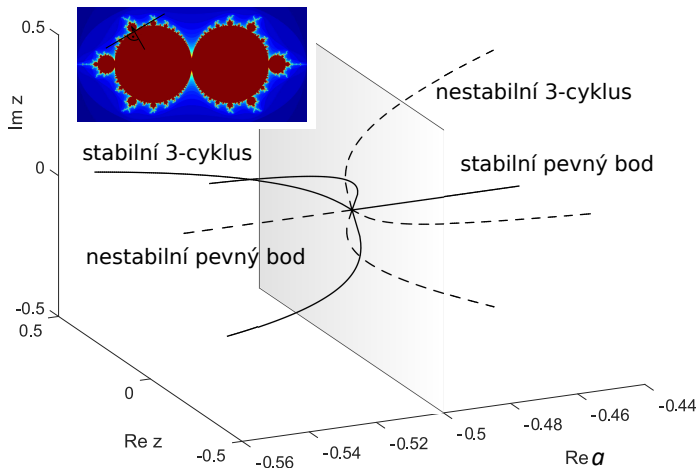 0.5
Im z
nestabilní 3-cyklus
stabilní 3-cyklus
stabilní pevný bod
0
nestabilní pevný bod
-0.5
0.5
0
-0.5
Re z
-0.56
-0.54
-0.52
-0.5
-0.48
-0.46
-0.44
Re α